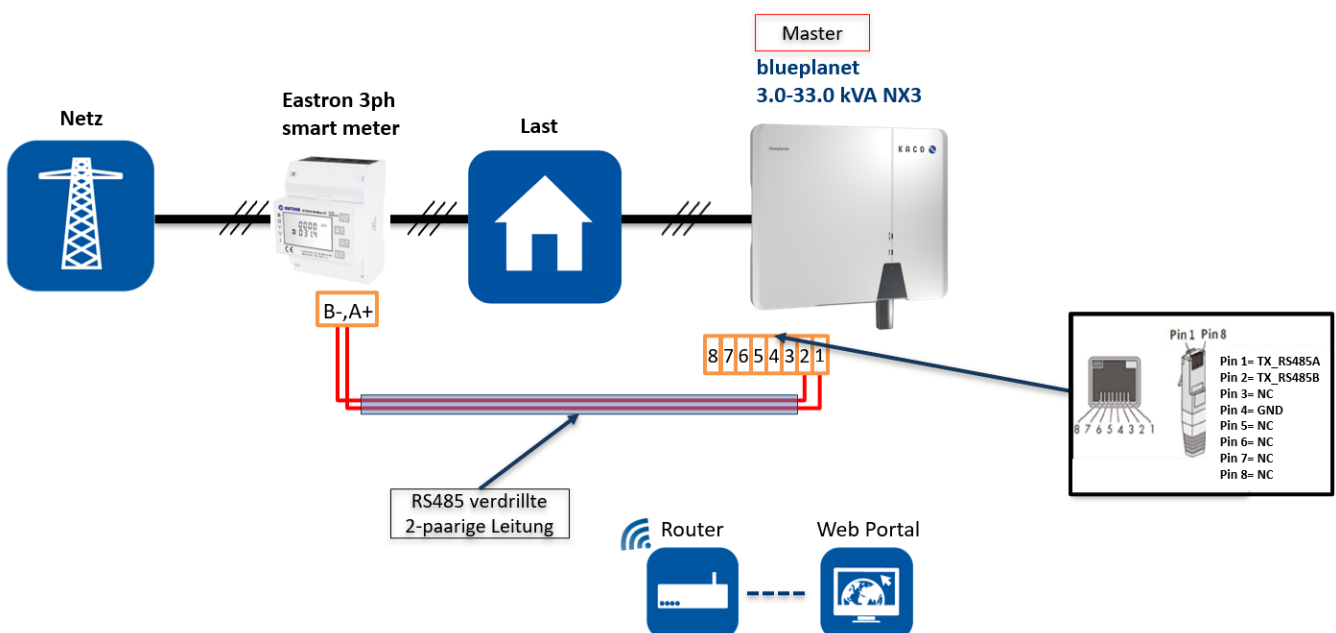 Master
blueplanet
3.0-33.0 kVA NX3
Netz
Eastron 3ph
smart meter
Last
blueplanet
KACO
EASTRON
B-,A+
8 7 6 5 4 3 2 1
Pin 1 Pin 8
Pin 1= TX_RS485A
Pin 2= TX_RS485B
Pin 3= NC
Pin 4= GND
Pin 5= NC
Pin 6= NC
Pin 7= NC
Pin 8= NC
8 7 6 5 4 3 2 1
RS485 verdrillte
2-paarige Leitung
Router
Web Portal